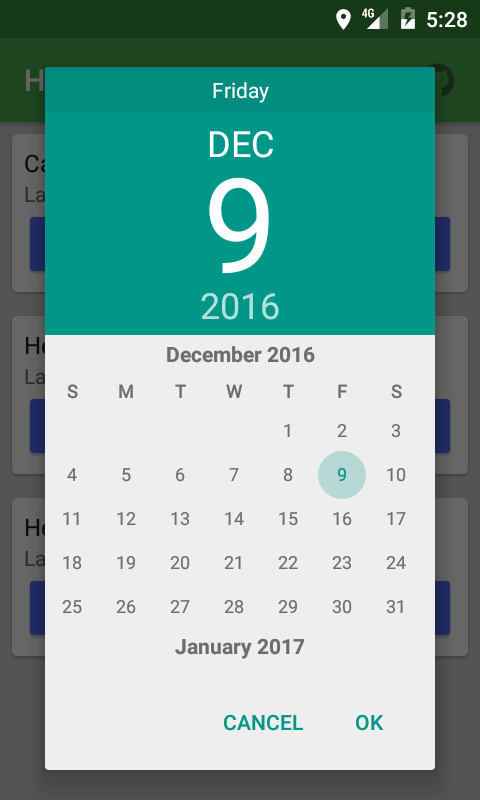 4G 5:28
H
Friday
DEC
9
2016
Ca
La
December 2016
S M T W T F S
1 2 3
4 5 6 7 8 9 10
11 12 13 14 15 16 17
18 19 20 21 22 23 24
25 26 27 28 29 30 31
January 2017
He
La
He
La
CANCEL OK